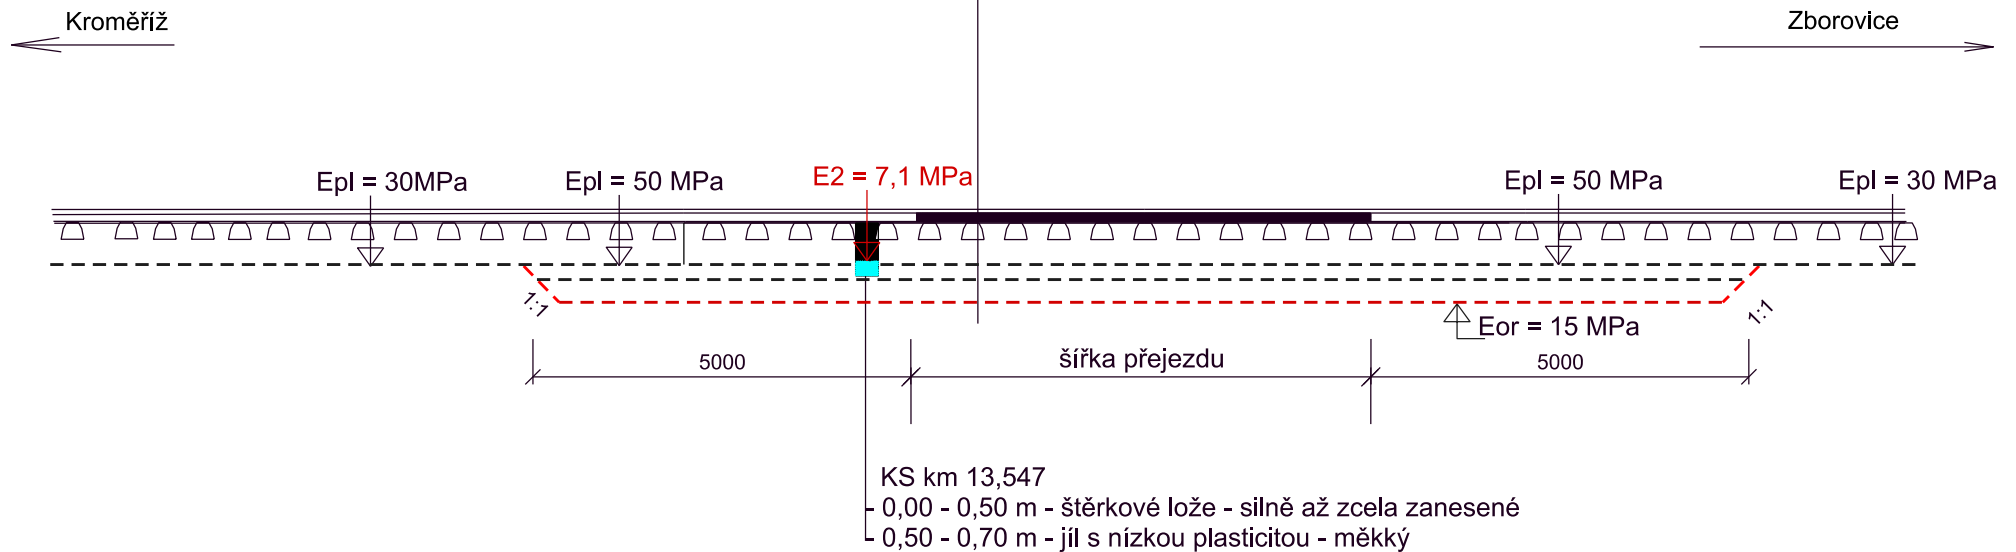 Kroměříž
Zborovice
Epl = 30MPa
Epl = 50 MPa
E2 = 7,1 MPa
Epl = 50 MPa
Epl = 30 MPa
1:1
1:1
Eor = 15 MPa
5000
šířka přejezdu
5000
KS km 13,547
- 0,00 - 0,50 m - štěrkové lože - silně až zcela zanesené
- 0,50 - 0,70 m - jíl s nízkou plasticitou - měkký